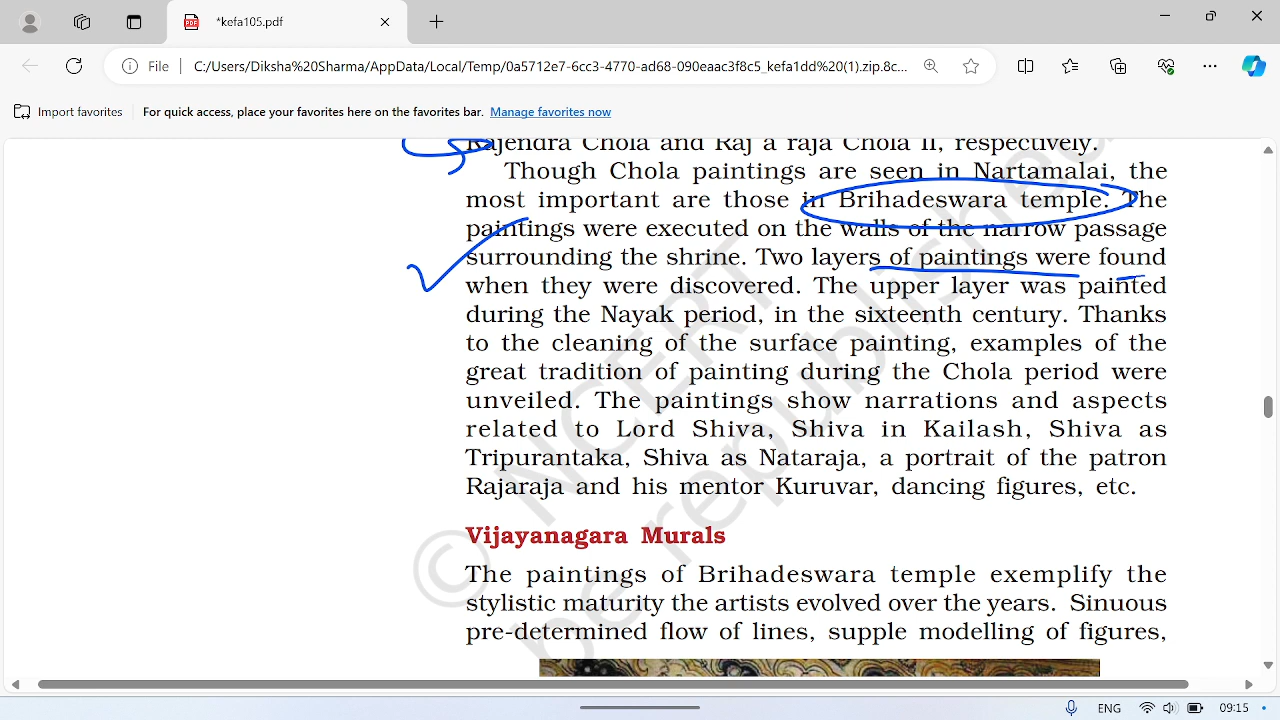 *kefa105.pdf
File
C:/Users/Diksha%20Sharma/AppData/Local/Temp/0a5712e7-6cc3-4770-ad68-090eaac3f8c5_kefa1dd%20(1).zip.8c...
Import favorites
For quick access, place your favorites here on the favorites bar. Manage favorites now
Rajendra Chola and Raj a raja Chola II, respectively.
Though Chola paintings are seen in Nartamalai, the
most important are those in Brihadeswara temple. The
paintings were executed on the walls of the narrow passage
surrounding the shrine. Two layers of paintings were found
when they were discovered. The upper layer was painted
during the Nayak period, in the sixteenth century. Thanks
to the cleaning of the surface painting, examples of the
great tradition of painting during the Chola period were
unveiled. The paintings show narrations and aspects
related to Lord Shiva, Shiva in Kailash, Shiva as
Tripurantaka, Shiva as Nataraja, a portrait of the patron
Rajaraja and his mentor Kuruvar, dancing figures, etc.
Vijayanagara Murals
The paintings of Brihadeswara temple exemplify the
stylistic maturity the artists evolved over the years. Sinuous
pre-determined flow of lines, supple modelling of figures,
© NCERT
be republished
ENG
09:15